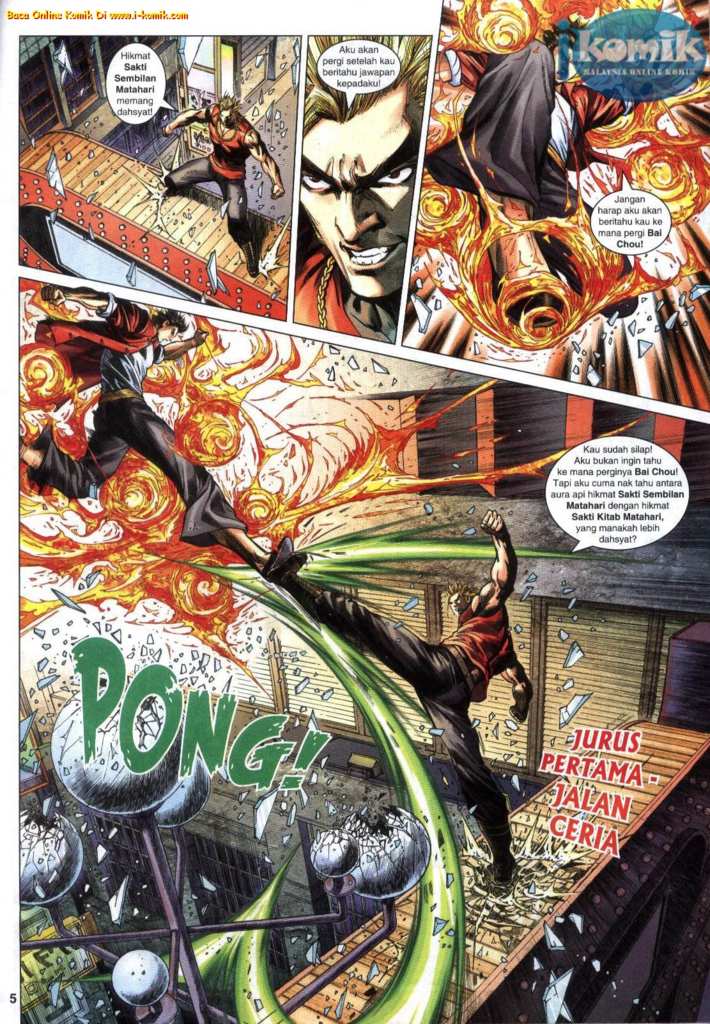 Baca Online Komik Di www.i-komik.com
ikomik
MALAYSIA ONLINE KOMIK
Hikmat
Sakti
Sembilan
Matahari
memang
dahsyat!
Aku akan
pergi setelah kau
beritahu jawapan
kepadaku!
Jangan
harap aku akan
beritahu kau ke
mana pergi Bai
Chou!
Kau sudah silap!
Aku bukan ingin tahu
ke mana perginya Bai Chou!
Tapi aku cuma nak tahu antara
aura api hikmat Sakti Sembilan
Matahari dengan hikmat
Sakti Kitab Matahari,
yang manakah lebih
dahsyat?
PONG!
JURUS
PERTAMA -
JALAN
CERIA
5